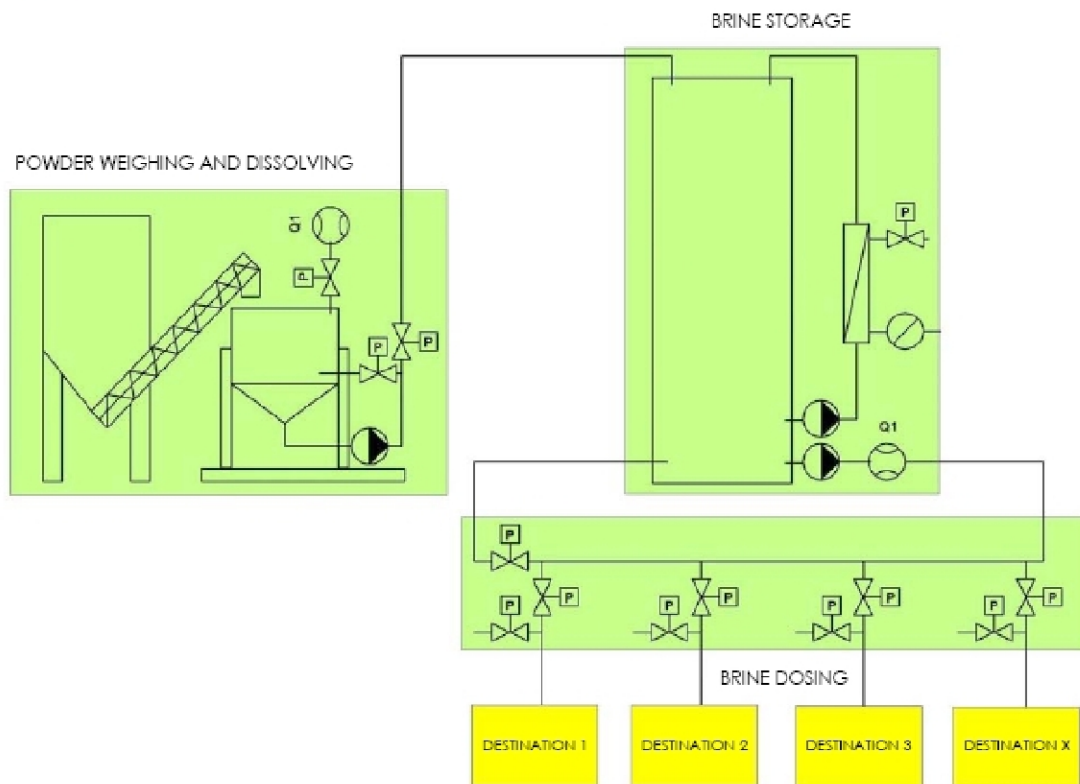 BRINE STORAGE
POWDER WEIGHING AND DISSOLVING
Q1
P
P
P
P
Q1
P
P
P
P
P
P
P
P
P
BRINE DOSING
DESTINATION 1
DESTINATION 2
DESTINATION 3
DESTINATION X